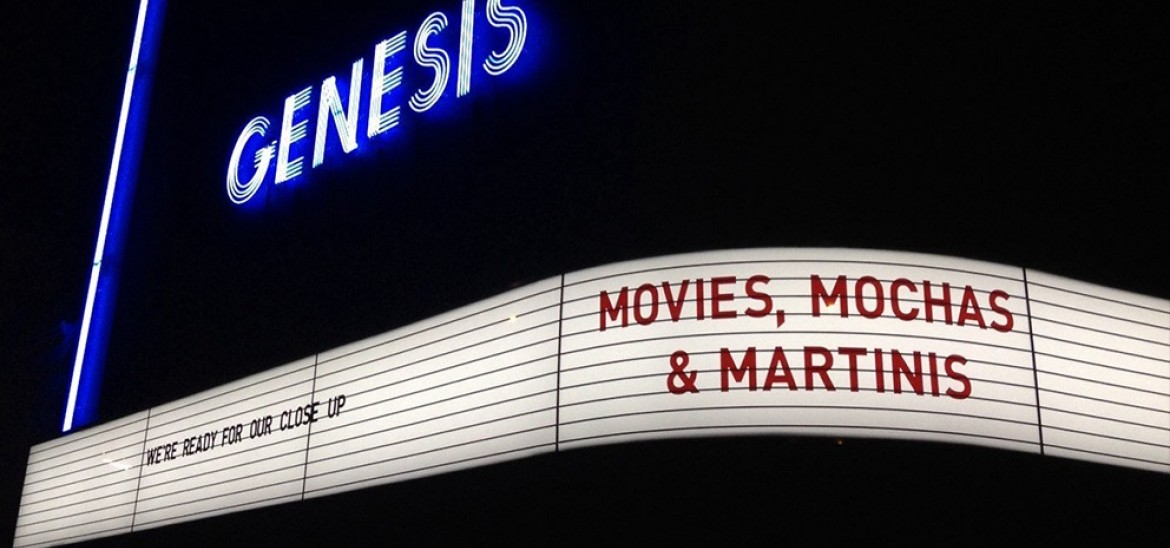 GENESIS
MOVIES, MOCHAS
& MARTINIS
WE'RE READY FOR OUR CLOSE UP